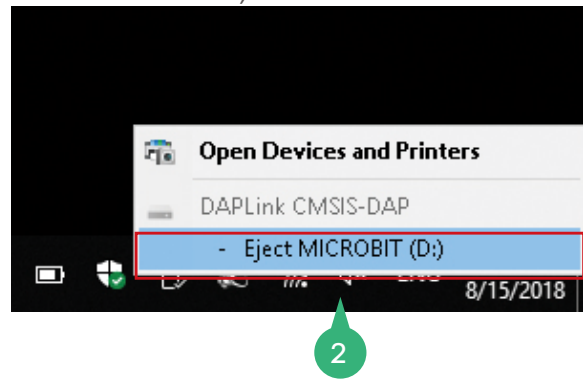 Open Devices and Printers
DAPLink CMSIS-DAP
- Eject MICROBIT (D:)
8/15/2018
2